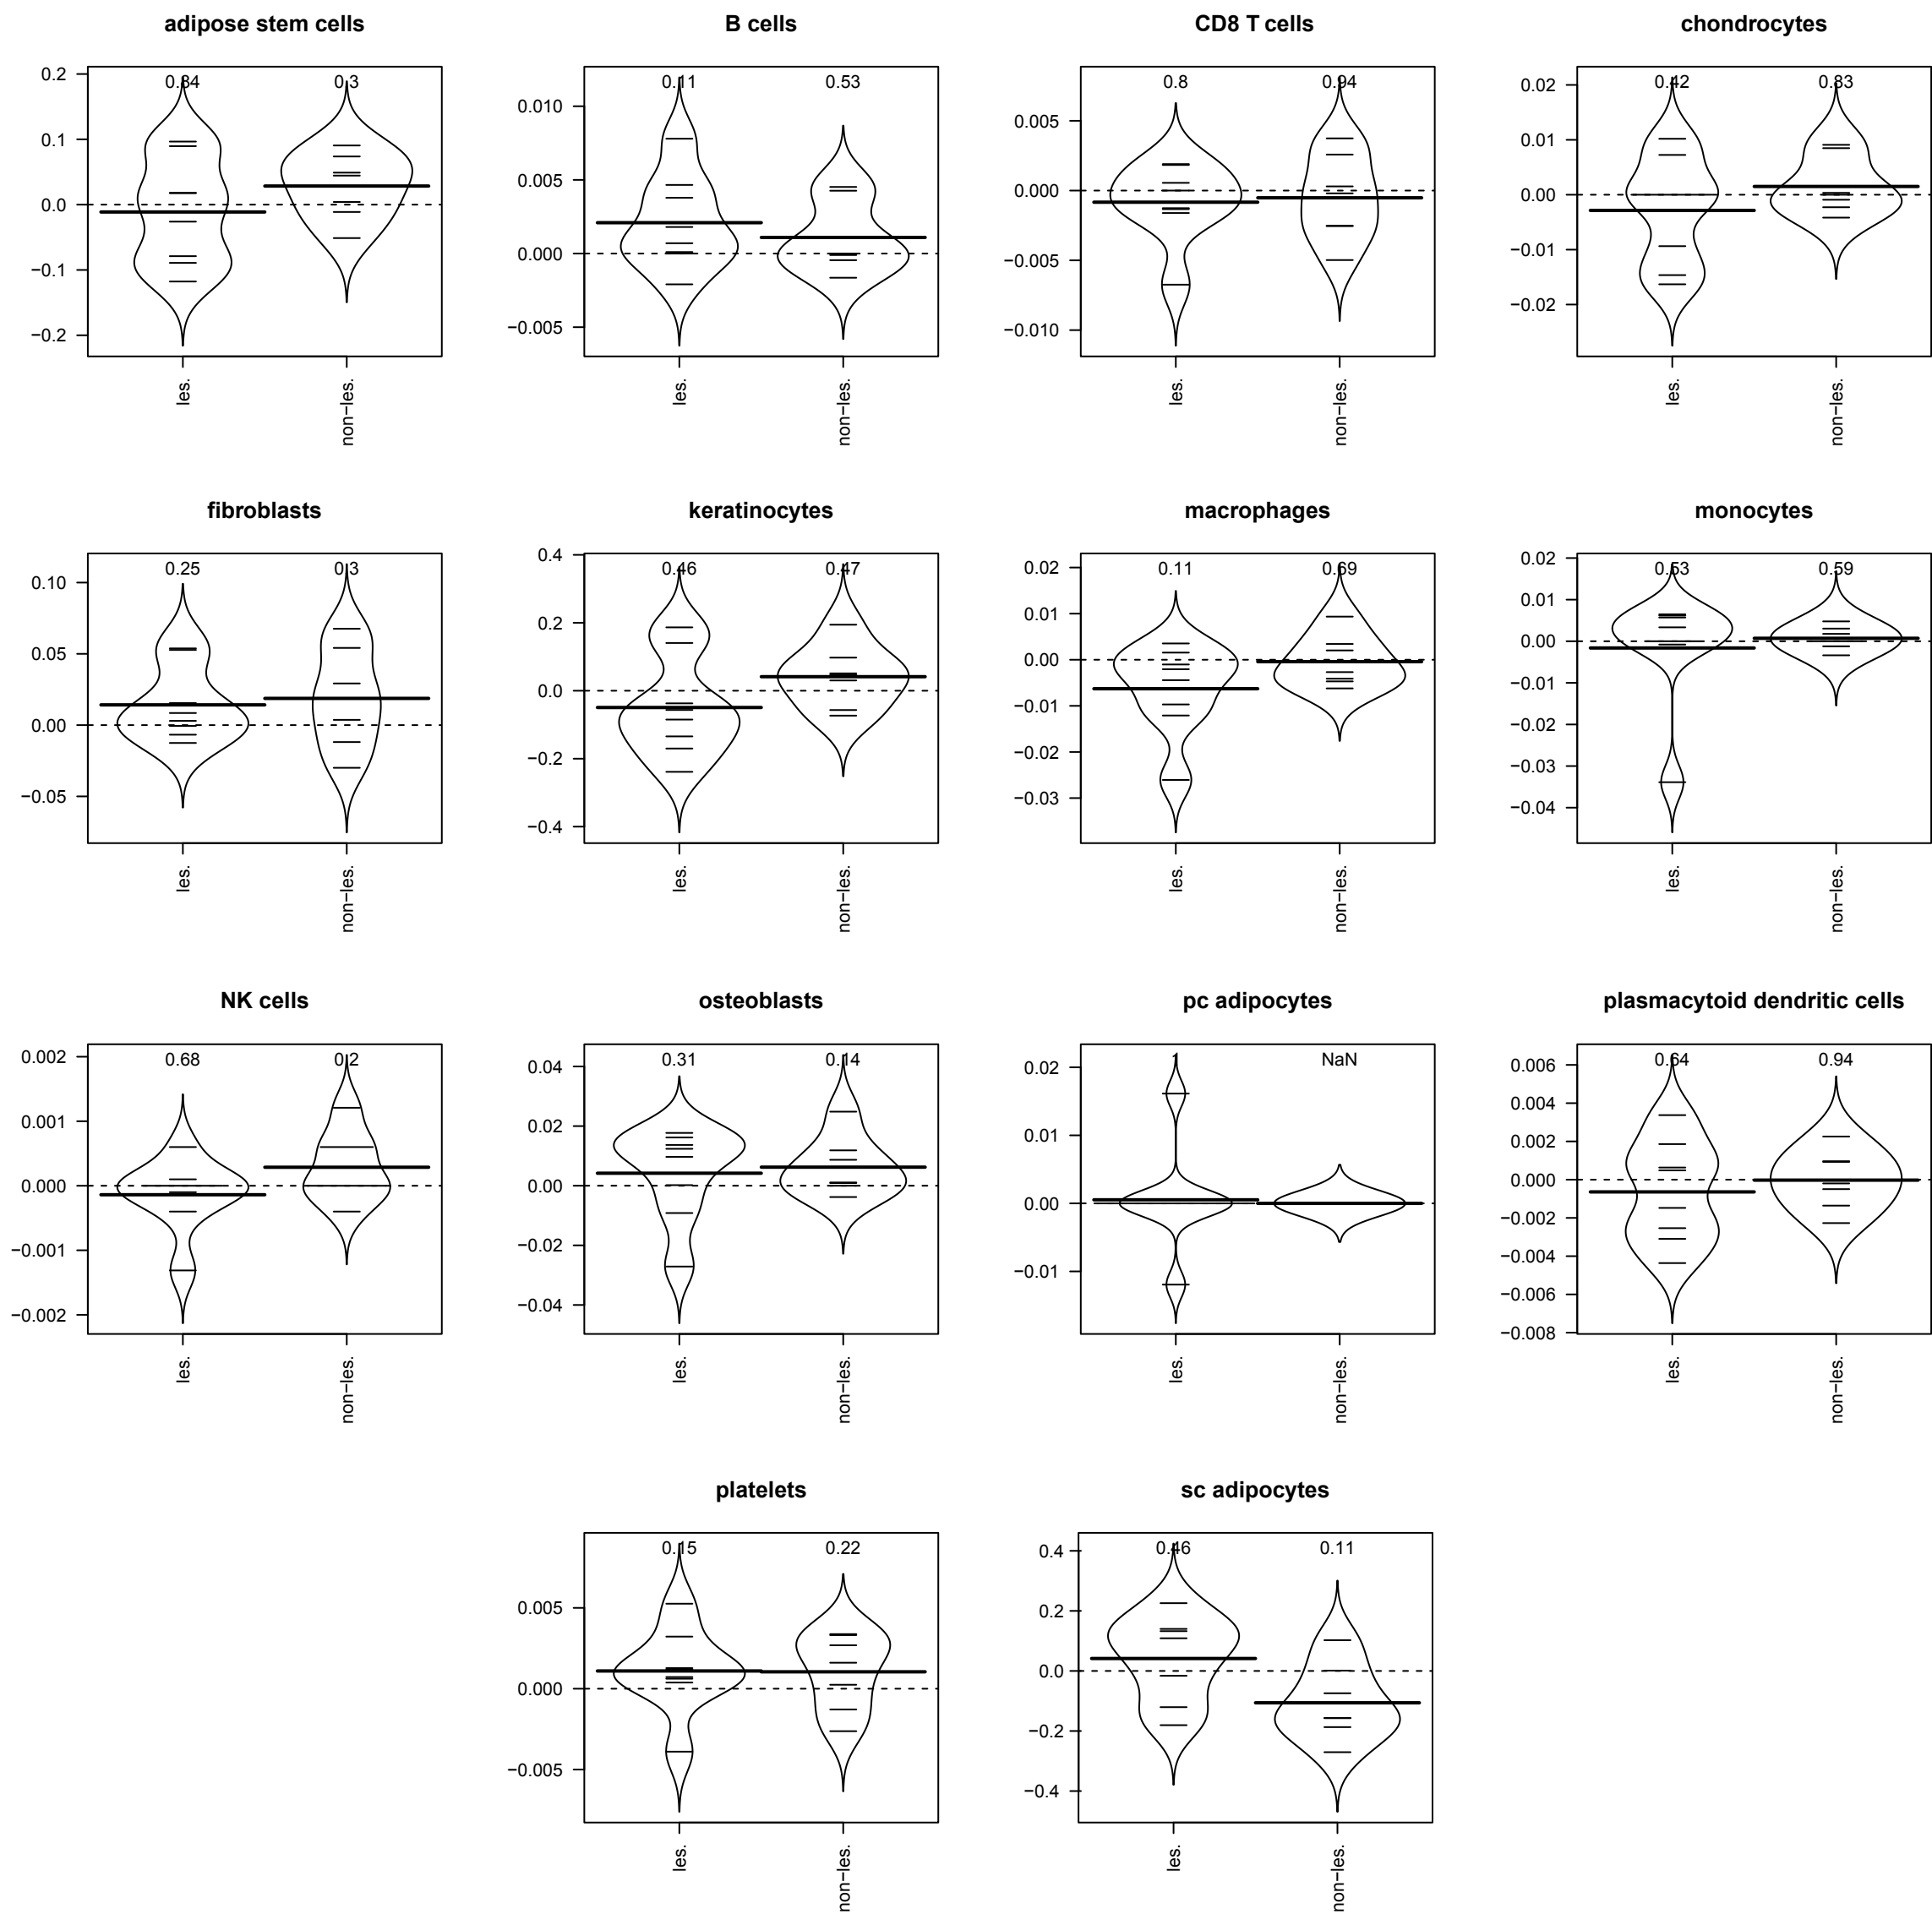 adipose stem cells
0.84 0.3
0.2
0.1
0.0
−0.1
−0.2
les. non−les.
B cells
0.11 0.53
0.010
0.005
0.000
−0.005
les. non−les.
CD8 T cells
0.8 0.94
0.005
0.000
−0.005
−0.010
les. non−les.
chondrocytes
0.42 0.83
0.02
0.01
0.00
−0.01
−0.02
les. non−les.
fibroblasts
0.25 0.3
0.10
0.05
0.00
−0.05
les. non−les.
keratinocytes
0.46 0.47
0.4
0.2
0.0
−0.2
−0.4
les. non−les.
macrophages
0.11 0.69
0.02
0.01
0.00
−0.01
−0.02
−0.03
les. non−les.
monocytes
0.53 0.59
0.02
0.01
0.00
−0.01
−0.02
−0.03
−0.04
les. non−les.
NK cells
0.68 0.2
0.002
0.001
0.000
−0.001
−0.002
les. non−les.
osteoblasts
0.31 0.14
0.04
0.02
0.00
−0.02
−0.04
les. non−les.
pc adipocytes
1 NaN
0.02
0.01
0.00
−0.01
les. non−les.
plasmacytoid dendritic cells
0.64 0.94
0.006
0.004
0.002
0.000
−0.002
−0.004
−0.006
−0.008
les. non−les.
platelets
0.15 0.22
0.005
0.000
−0.005
les. non−les.
sc adipocytes
0.46 0.11
0.4
0.2
0.0
−0.2
−0.4
les. non−les.